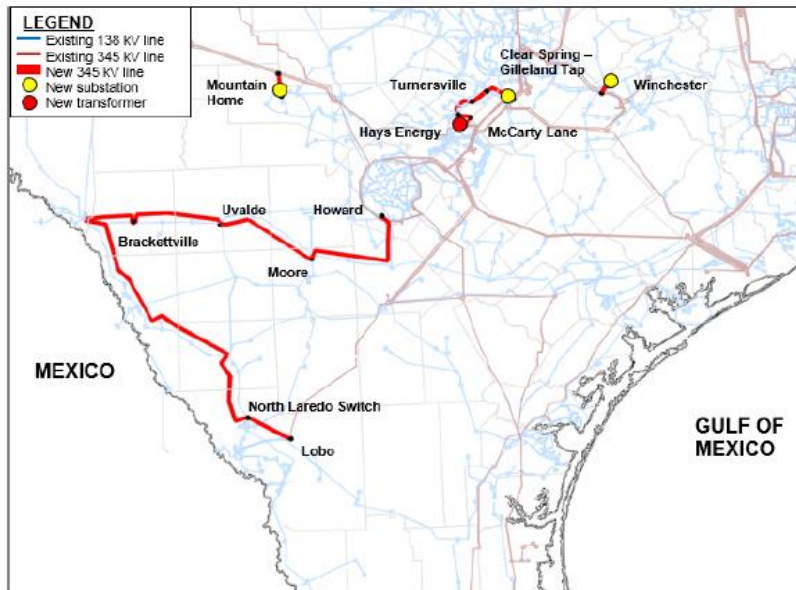 LEGEND
Existing 138 kV line
Existing 345 kV line
New 345 kV line
New substation
New transformer
Mountain
Home
Turnersville
Clear Spring –
Gilleland Tap
Winchester
Hays Energy
McCarty Lane
Uvalde
Howard
Brackettville
Moore
MEXICO
North Laredo Switch
Lobo
GULF OF
MEXICO